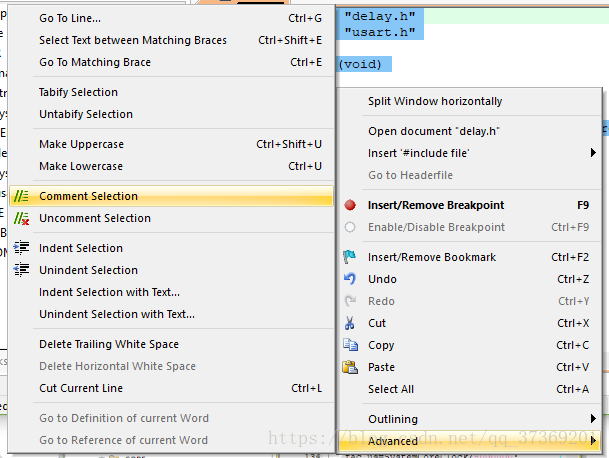 Go To Line... Ctrl+G
Select Text between Matching Braces Ctrl+Shift+E
Go To Matching Brace Ctrl+E
Tabify Selection
Untabify Selection
Make Uppercase Ctrl+Shift+U
Make Lowercase Ctrl+U
Comment Selection
Uncomment Selection
Indent Selection
Unindent Selection
Indent Selection with Text...
Unindent Selection with Text...
Delete Trailing White Space
Delete Horizontal White Space
Cut Current Line Ctrl+L
Go to Definition of current Word
Go to Reference of current Word
"delay.h"
"usart.h"
(void)
Split Window horizontally
Open document "delay.h"
Insert '#include file'
Go to Headerfile
Insert/Remove Breakpoint F9
Enable/Disable Breakpoint Ctrl+F9
Insert/Remove Bookmark Ctrl+F2
Undo Ctrl+Z
Redo Ctrl+Y
Cut Ctrl+X
Copy Ctrl+C
Paste Ctrl+V
Select All Ctrl+A
Outlining
Advanced